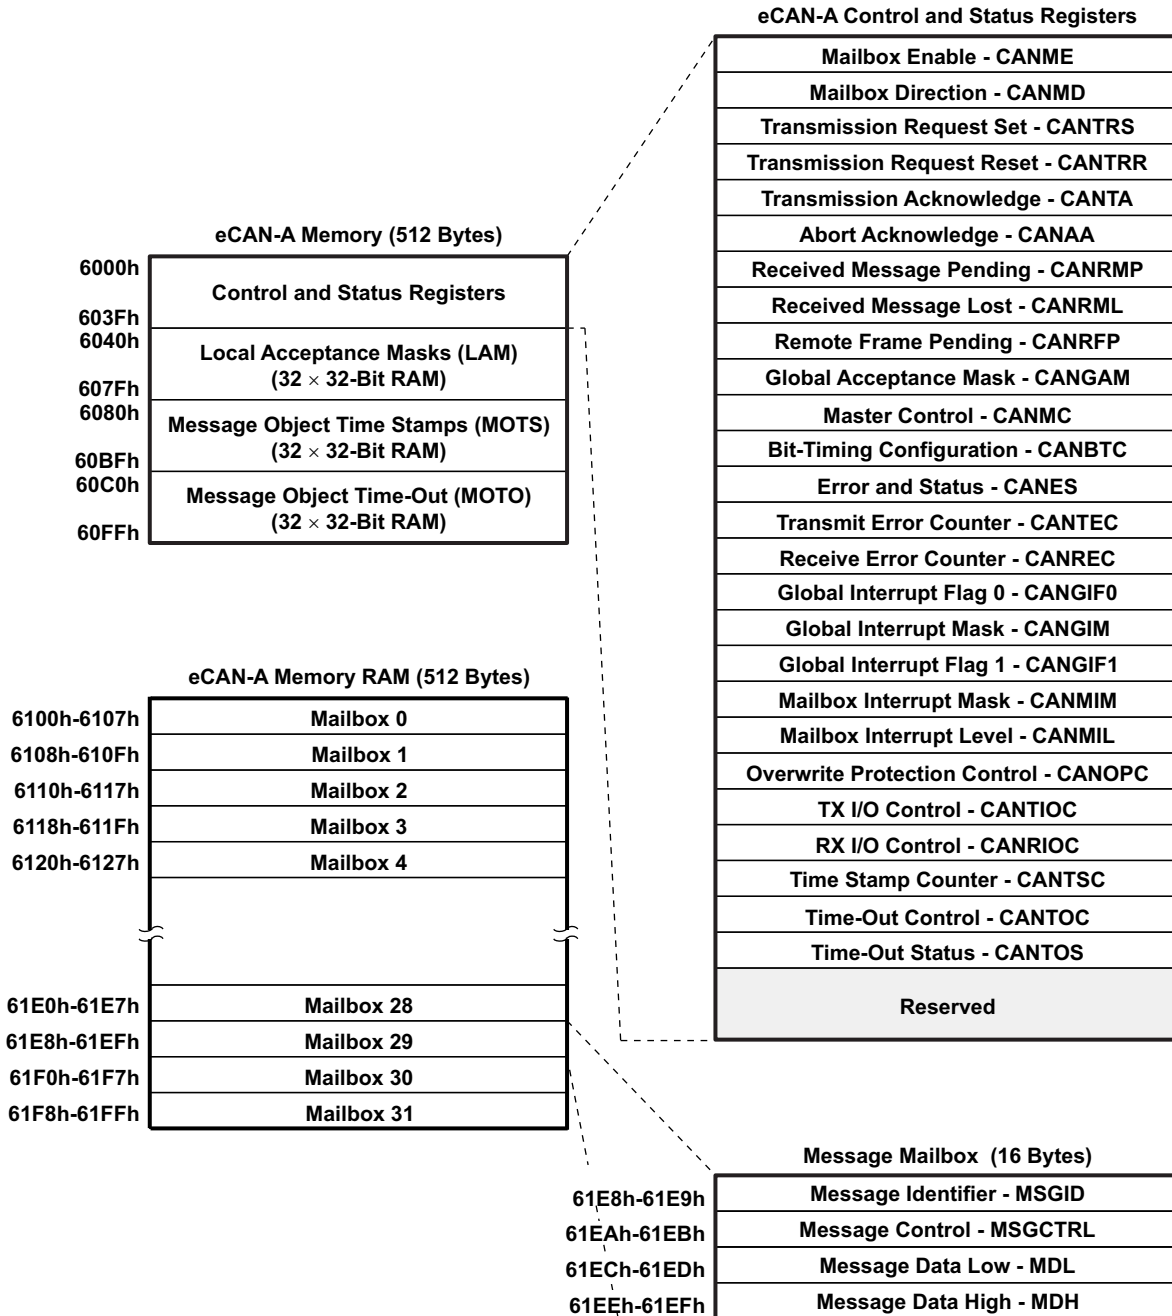 eCAN-A Control and Status Registers
Mailbox Enable - CANME
Mailbox Direction - CANMD
Transmission Request Set - CANTRS
Transmission Request Reset - CANTRR
Transmission Acknowledge - CANTA
Abort Acknowledge - CANAA
Received Message Pending - CANRMP
Received Message Lost - CANRML
Remote Frame Pending - CANRFP
Global Acceptance Mask - CANGAM
Master Control - CANMC
Bit-Timing Configuration - CANBTC
Error and Status - CANES
Transmit Error Counter - CANTEC
Receive Error Counter - CANREC
Global Interrupt Flag 0 - CANGIF0
Global Interrupt Mask - CANGIM
Global Interrupt Flag 1 - CANGIF1
Mailbox Interrupt Mask - CANMIM
Mailbox Interrupt Level - CANMIL
Overwrite Protection Control - CANOPC
TX I/O Control - CANTIOC
RX I/O Control - CANRIOC
Time Stamp Counter - CANTSC
Time-Out Control - CANTOC
Time-Out Status - CANTOS
Reserved
eCAN-A Memory (512 Bytes)
6000h
Control and Status Registers
603Fh
6040h
Local Acceptance Masks (LAM)
(32 × 32-Bit RAM)
607Fh
6080h
Message Object Time Stamps (MOTS)
(32 × 32-Bit RAM)
60BFh
60C0h
Message Object Time-Out (MOTO)
(32 × 32-Bit RAM)
60FFh
eCAN-A Memory RAM (512 Bytes)
6100h-6107h Mailbox 0
6108h-610Fh Mailbox 1
6110h-6117h Mailbox 2
6118h-611Fh Mailbox 3
6120h-6127h Mailbox 4
61E0h-61E7h Mailbox 28
61E8h-61EFh Mailbox 29
61F0h-61F7h Mailbox 30
61F8h-61FFh Mailbox 31
Message Mailbox (16 Bytes)
61E8h-61E9h Message Identifier - MSGID
61EAh-61EBh Message Control - MSGCTRL
61ECh-61EDh Message Data Low - MDL
61EEh-61EFh Message Data High - MDH